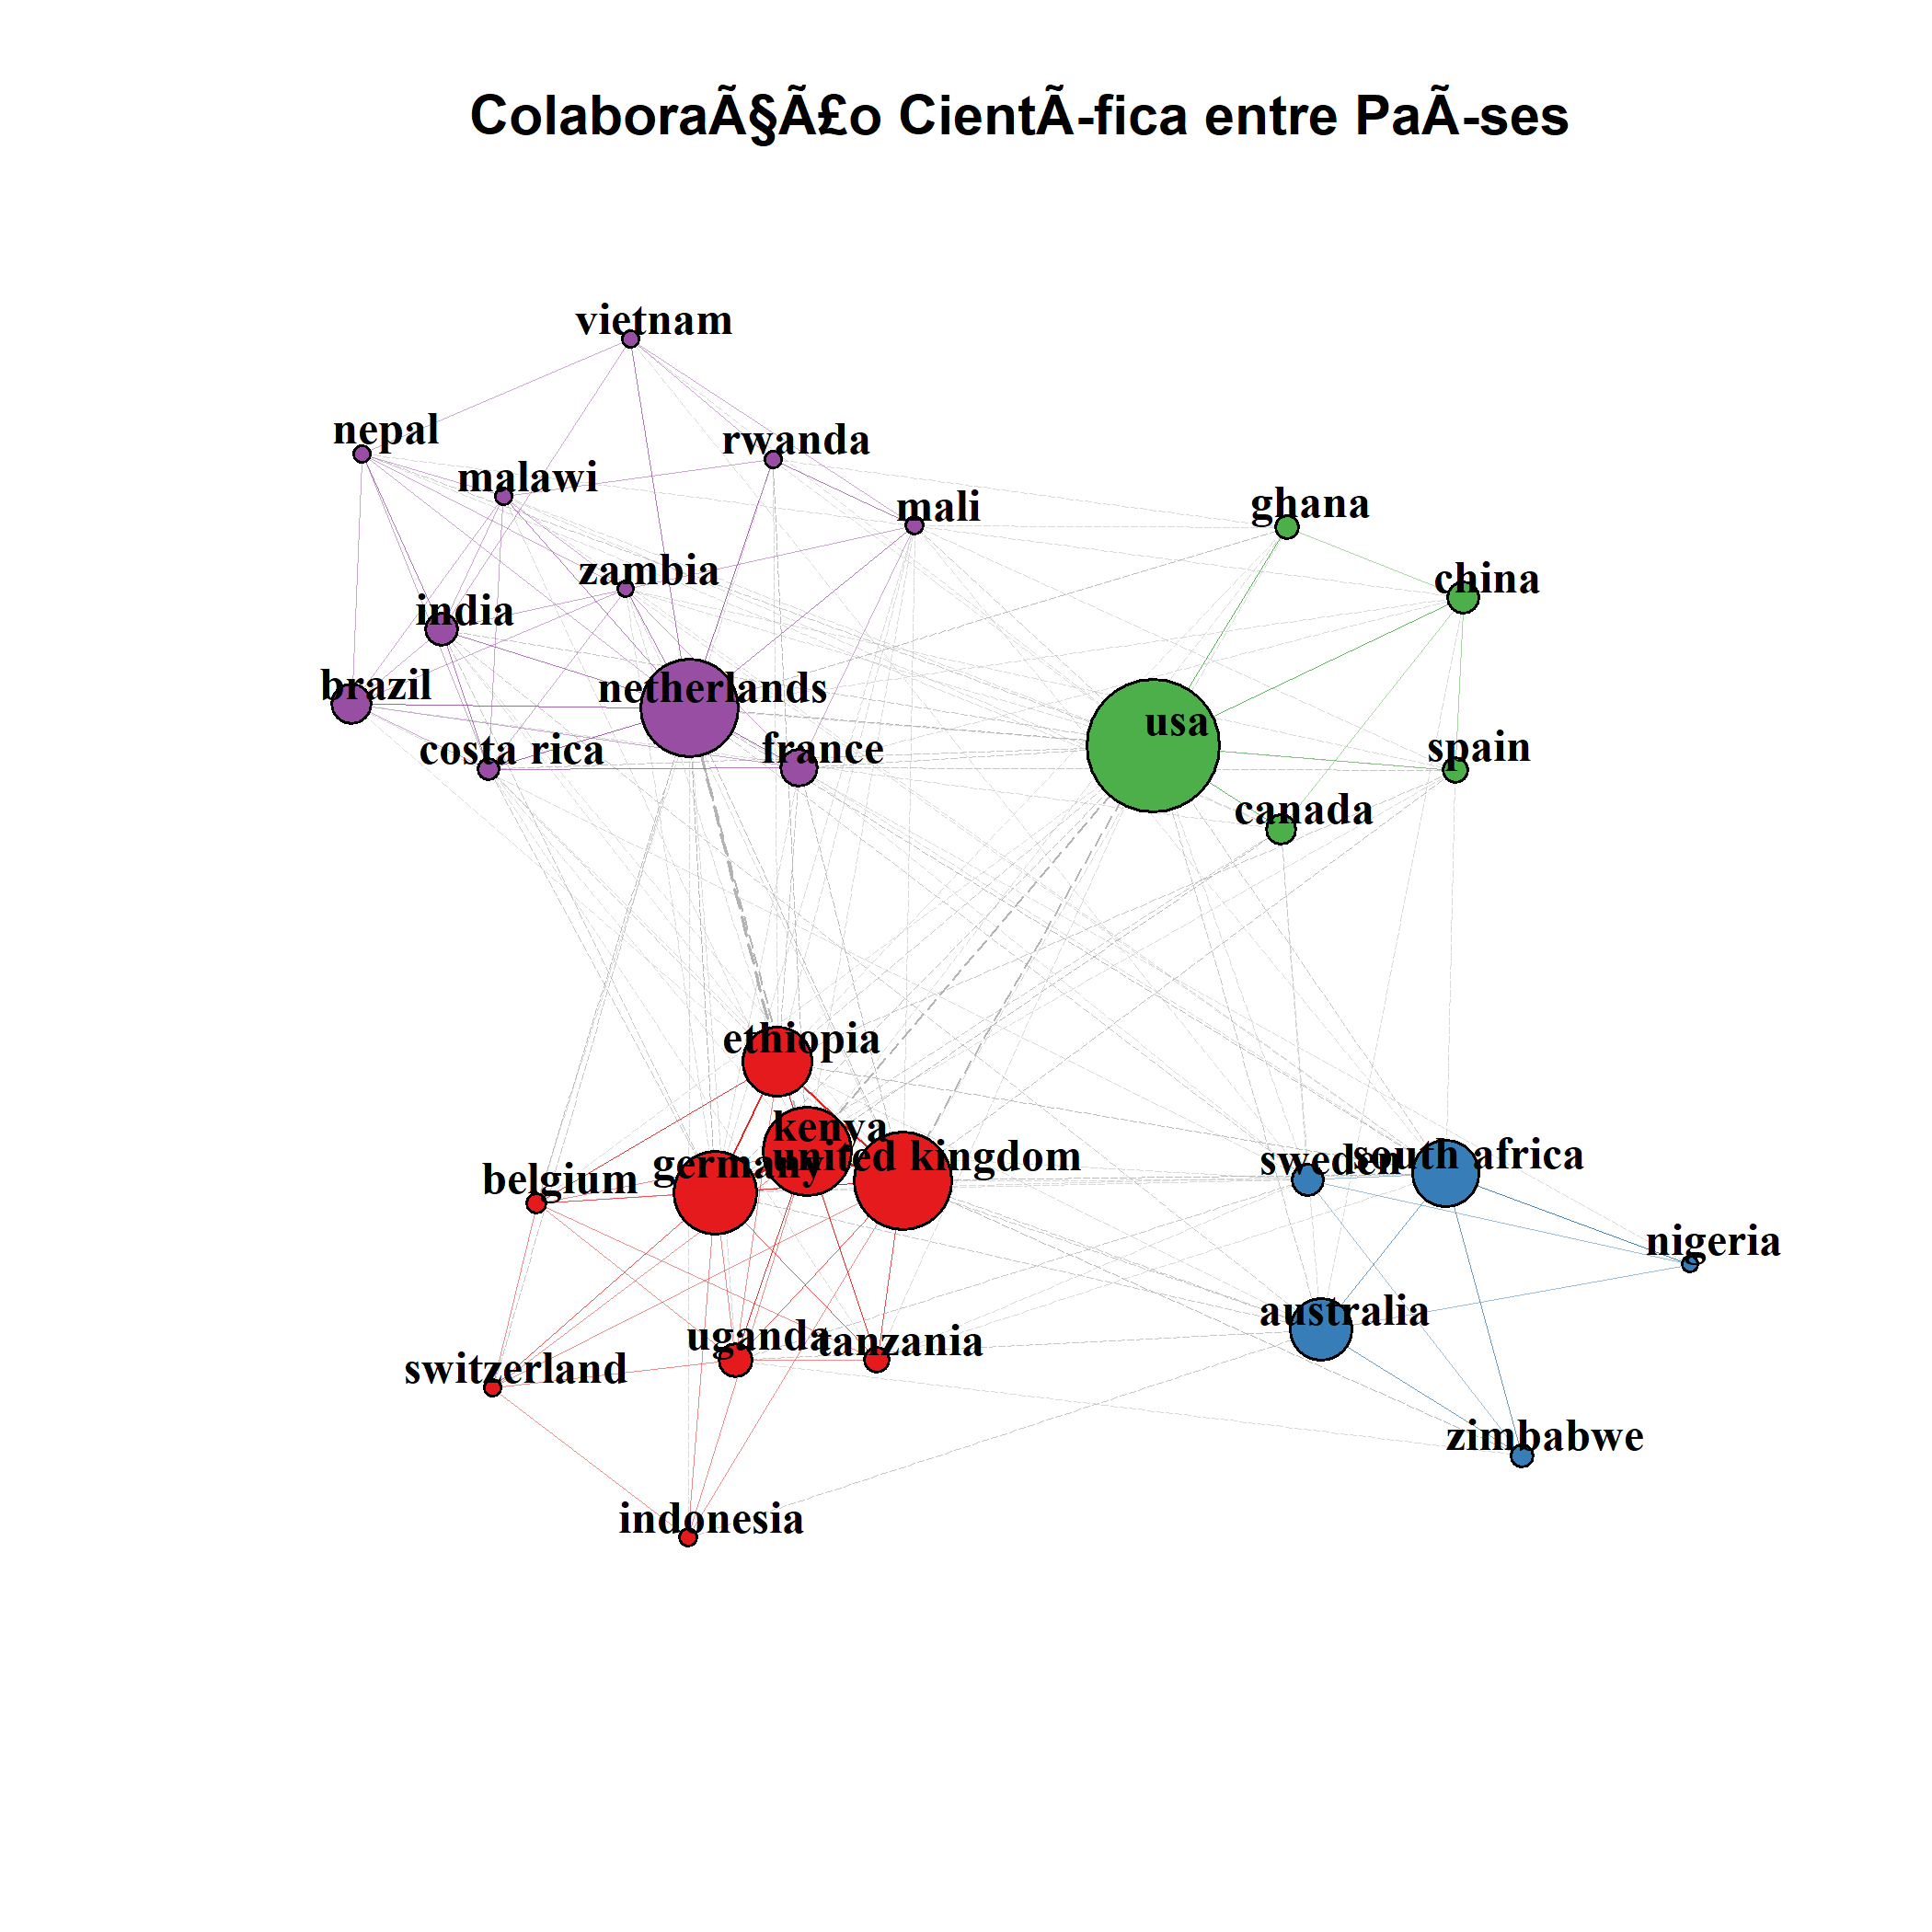 ColaboraÃ§Ã£o CientÃ-fica entre PaÃ-ses
vietnam
nepal
rwanda
malawi
mali
ghana
zambia
china
india
brazil
netherlands
usa
costa rica
france
spain
canada
ethiopia
kenya
united kingdom
germany
belgium
sweden
south africa
nigeria
australia
uganda
tanzania
switzerland
zimbabwe
indonesia